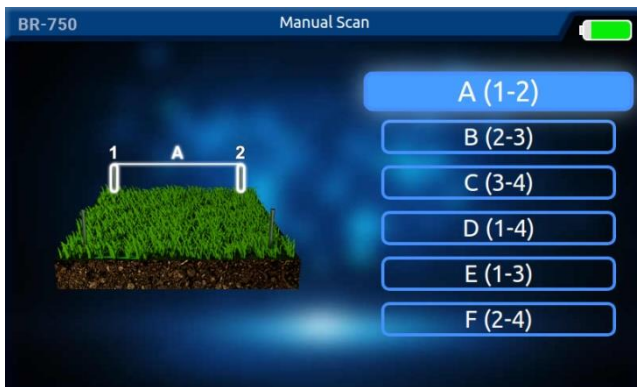 BR-750
Manual Scan
1 A 2
A (1-2)
B (2-3)
C (3-4)
D (1-4)
E (1-3)
F (2-4)